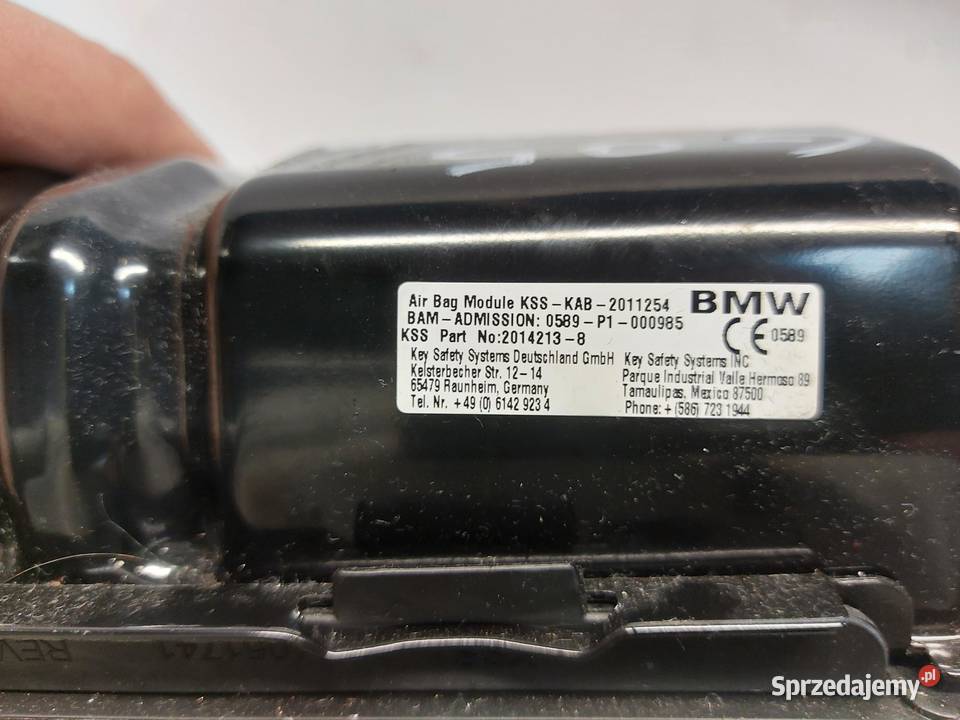 Air Bag Module KSS-KAB-2011254
BMW
BAM-ADMISSION: 0589-P1-000985
KSS Part No:2014213-8
CE 0589
Key Safety Systems Deutschland GmbH
Kelsterbecher Str. 12-14
65479 Raunheim, Germany
Tel. Nr. +49 (0) 6142 923 4
Key Safety Systems INC
Parque Industrial Valle Hermoso 89
Tamaulipas. Mexico 87500
Phone: + (586) 723 1944
REV
Sprzedajemy.pl